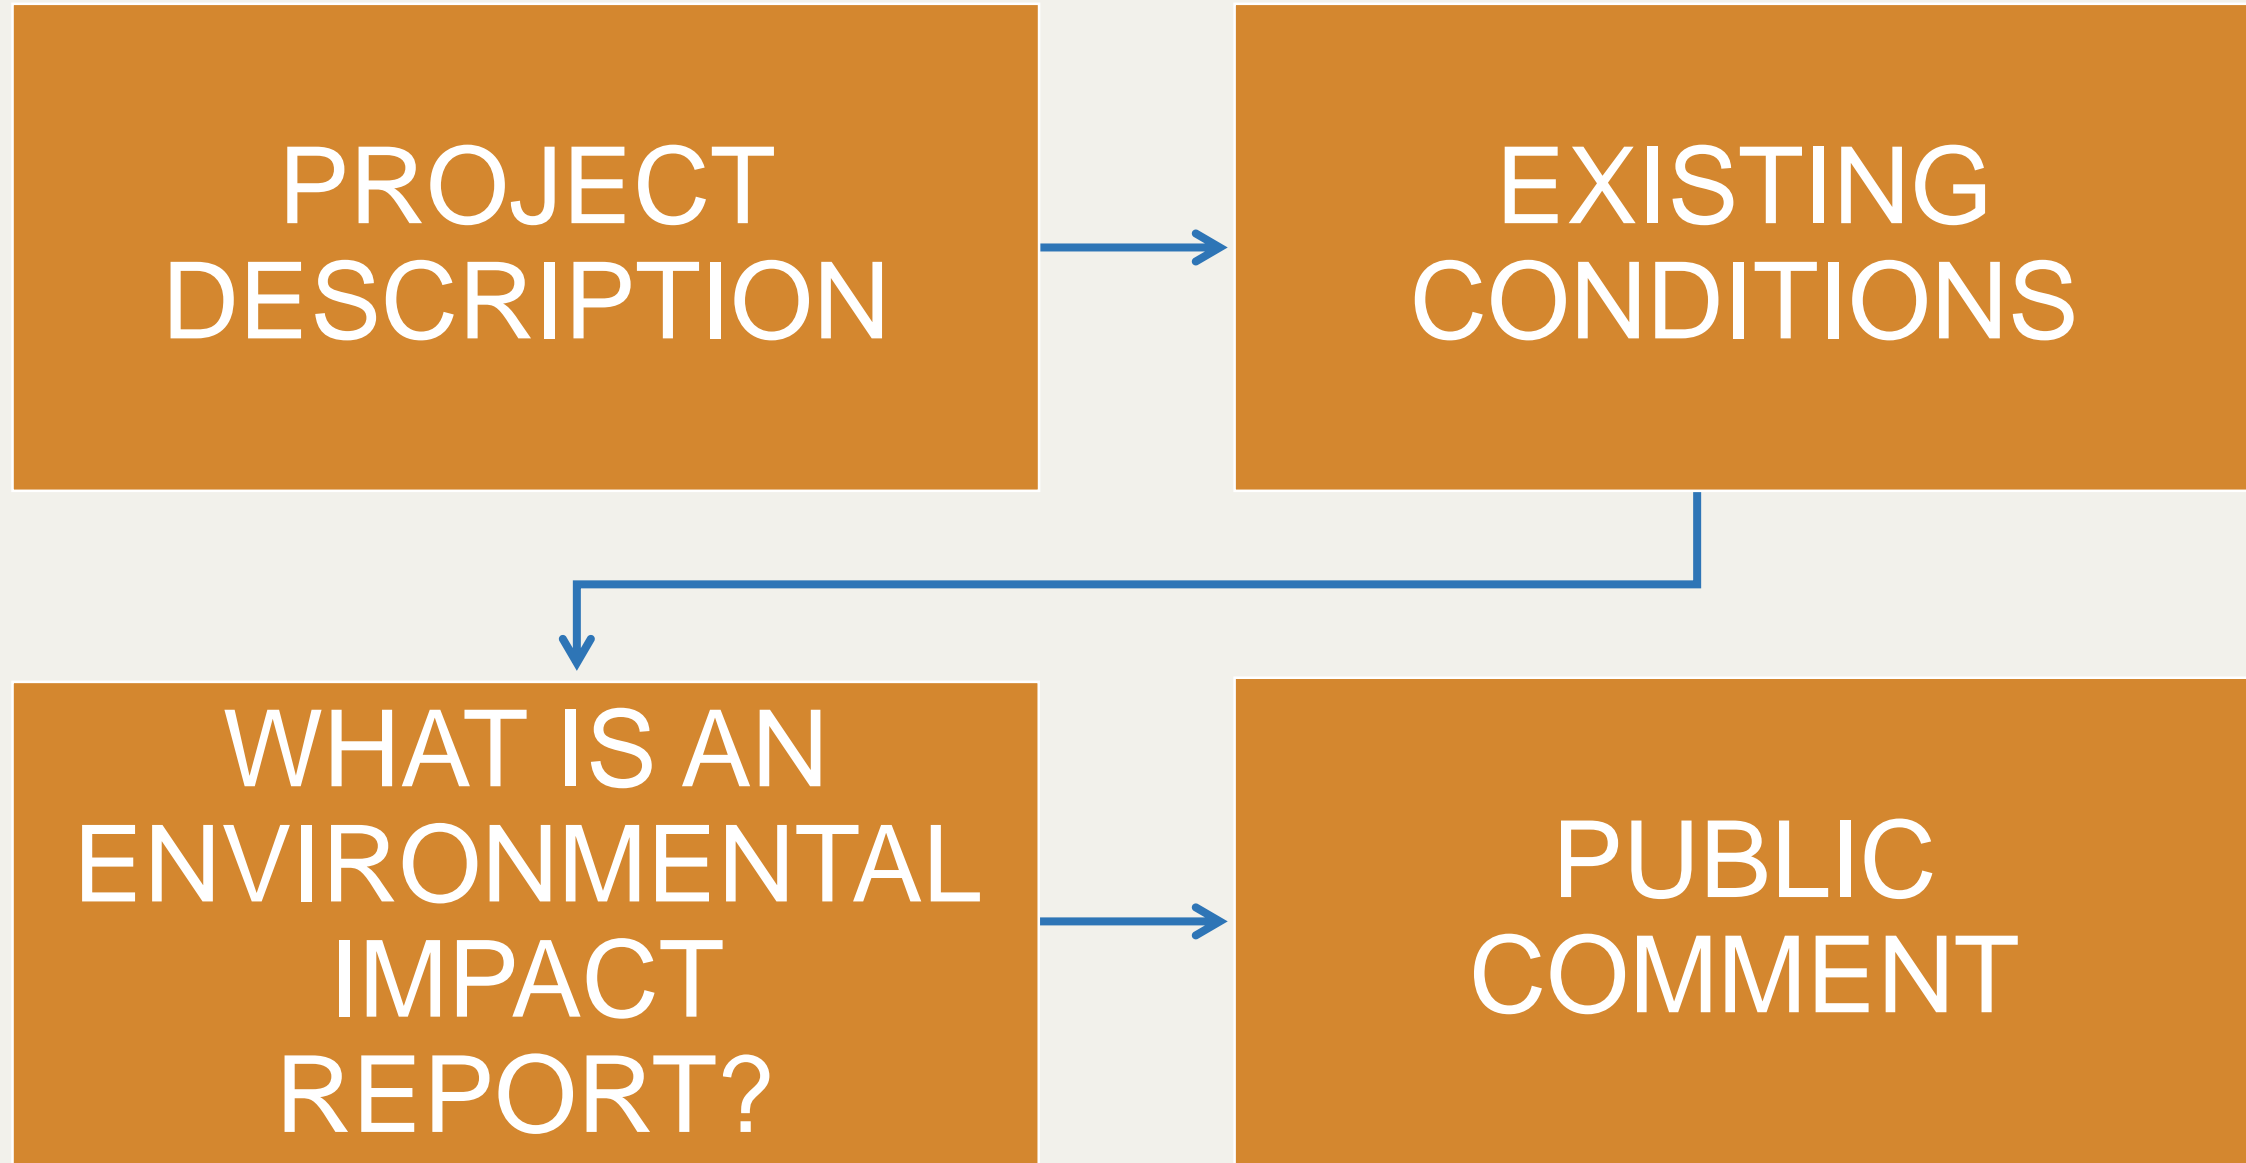 PROJECT
DESCRIPTION
EXISTING
CONDITIONS
WHAT IS AN
ENVIRONMENTAL
IMPACT
REPORT?
PUBLIC
COMMENT